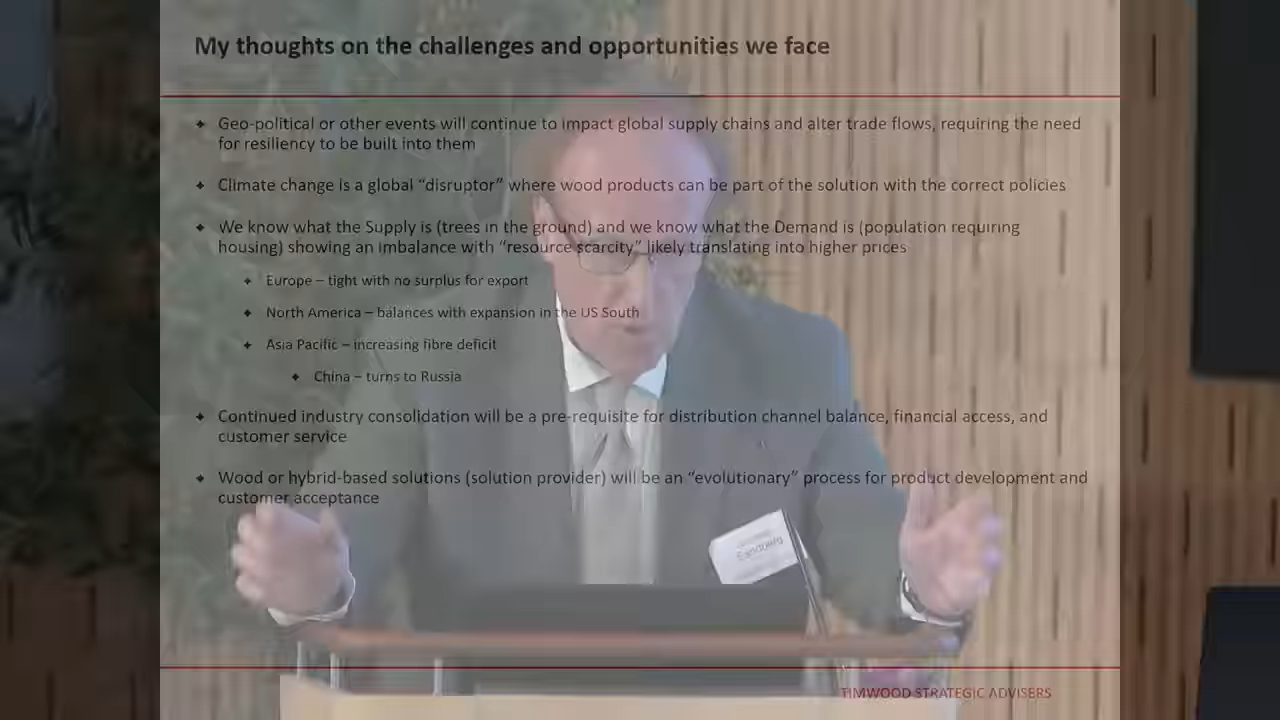 My thoughts on the challenges and opportunities we face
Geo-political or other events will continue to impact global supply chains and alter trade flows, requiring the need
for resiliency to be built into them
Climate change is a global “disruptor” where wood products can be part of the solution with the correct policies
We know what the Supply is (trees in the ground) and we know what the Demand is (population requiring
housing) showing an imbalance with “resource scarcity” likely translating into higher prices
Europe – tight with no surplus for export
North America – balances with expansion in the US South
Asia Pacific – increasing fibre deficit
China – turns to Russia
Continued industry consolidation will be a pre-requisite for distribution channel balance, financial access, and
customer service
Wood or hybrid-based solutions (solution provider) will be an “evolutionary” process for product development and
customer acceptance
Sandberg
TIMWOOD STRATEGIC ADVISERS